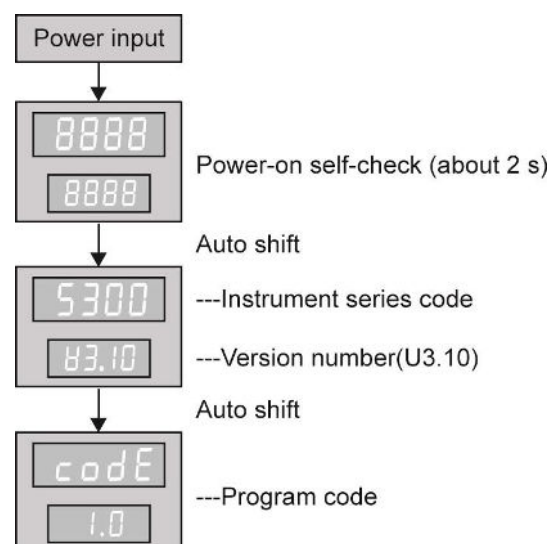 Power input
8888
8888
Power-on self-check (about 2 s)
Auto shift
5300
---Instrument series code
U3.10
---Version number(U3.10)
Auto shift
codE
---Program code
1.0